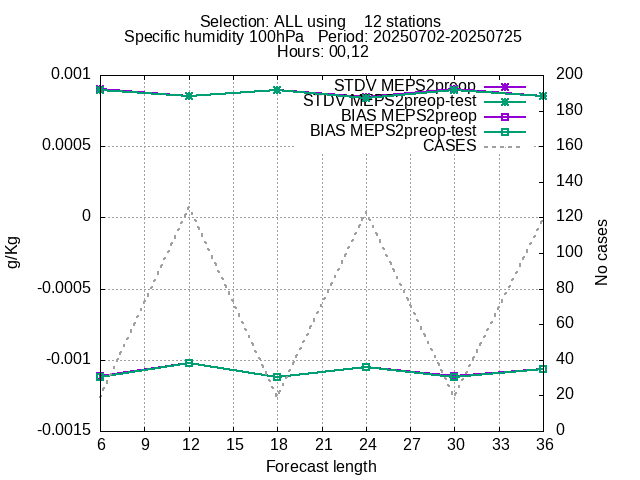 Selection: ALL using    12 stations
Specific humidity 100hPa   Period: 20250702-20250725
Hours: 00,12
STDV MEPS2preop
STDV MEPS2preop-test
BIAS MEPS2preop
BIAS MEPS2preop-test
CASES
0.001
0.0005
0
-0.0005
-0.001
-0.0015
g/Kg
200
180
160
140
120
100
80
60
40
20
0
No cases
6 9 12 15 18 21 24 27 30 33 36
Forecast length